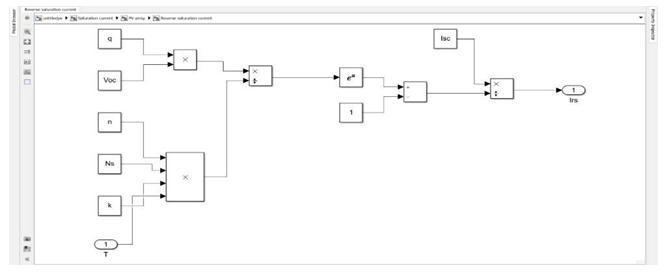 Reverse saturation current
untitledpv ▸ Saturation current ▸ PV array ▸ Reverse saturation current
Model Browser
Property Inspector
q
Isc
×
×
÷
e^u
×
÷
Voc
+
−
1
Irs
1
n
Ns
×
k
1
T